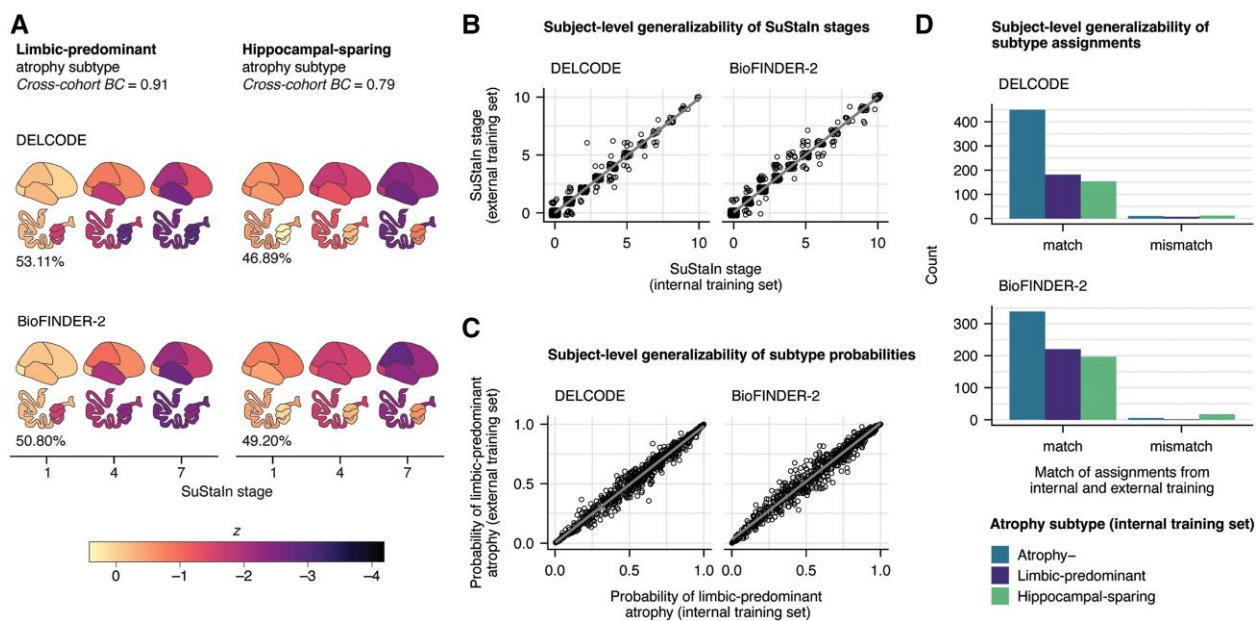 A
Limbic-predominant
atrophy subtype
Cross-cohort BC = 0.91
Hippocampal-sparing
atrophy subtype
Cross-cohort BC = 0.79
DELCODE
53.11%
46.89%
BioFINDER-2
50.80%
49.20%
1 4 7 1 4 7
SuStaIn stage
z
0 −1 −2 −3 −4
B
Subject-level generalizability of SuStaIn stages
DELCODE
BioFINDER-2
SuStaIn stage
(external training set)
10
5
0
0 5 10 0 5 10
SuStaIn stage
(internal training set)
C
Subject-level generalizability of subtype probabilities
DELCODE
BioFINDER-2
Probability of limbic-predominant
atrophy (external training set)
1.0
0.5
0.0
0.0 0.5 1.0 0.0 0.5 1.0
Probability of limbic-predominant
atrophy (internal training set)
D
Subject-level generalizability of
subtype assignments
DELCODE
400
300
200
100
0
match mismatch
Count
BioFINDER-2
300
200
100
0
match mismatch
Match of assignments from
internal and external training
Atrophy subtype (internal training set)
Atrophy–
Limbic-predominant
Hippocampal-sparing